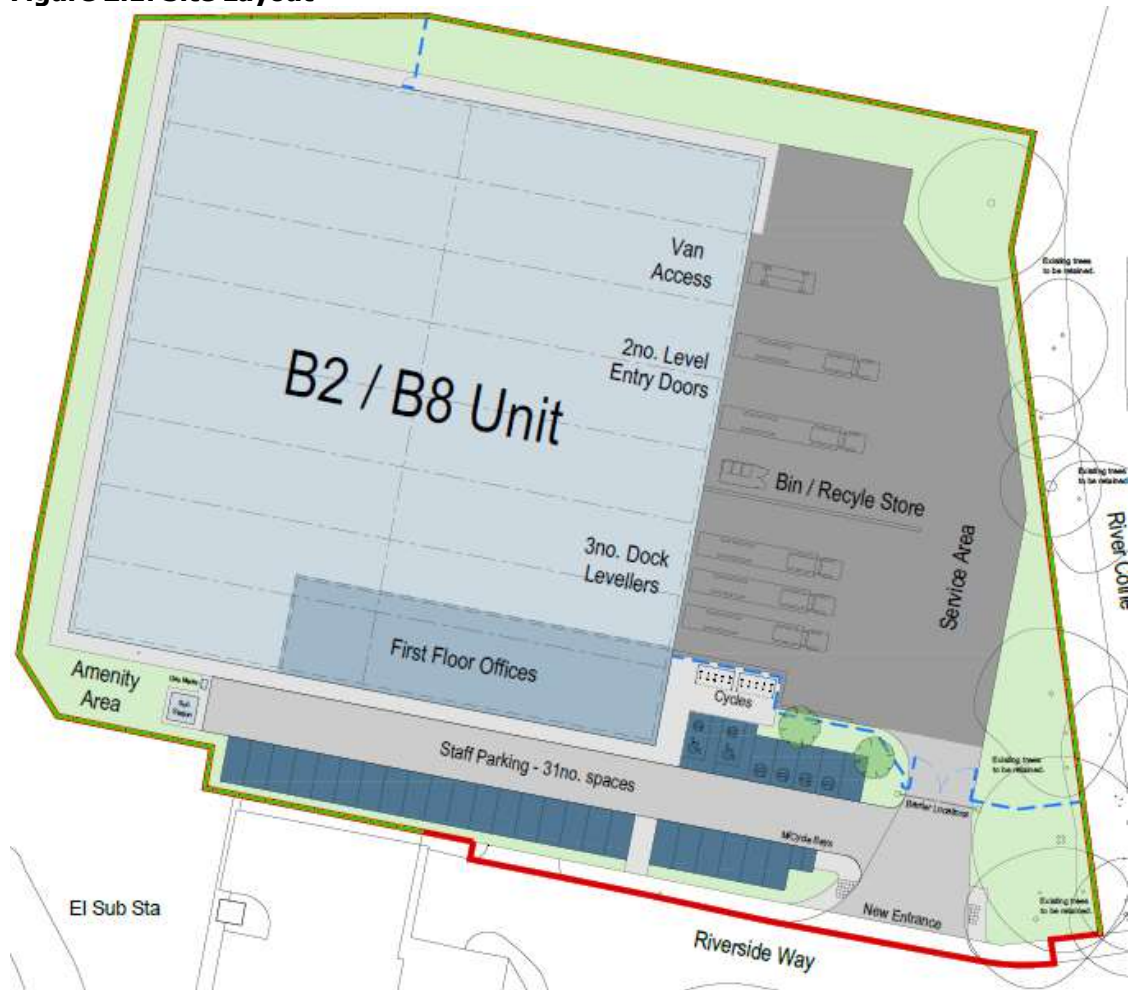 Figure 2.2: Site Layout
Van
Access
2no. Level
Entry Doors
B2 / B8 Unit
Bin / Recyle Store
3no. Dock
Levellers
Service Area
First Floor Offices
Cycles
Amenity
Area
Staff Parking - 31no. spaces
Existing trees
to be retained.
Existing trees
to be retained.
River Colne
Existing trees
to be retained.
Barrier Locations
M/Cycle Bays
Existing trees
to be retained.
New Entrance
El Sub Sta
Riverside Way